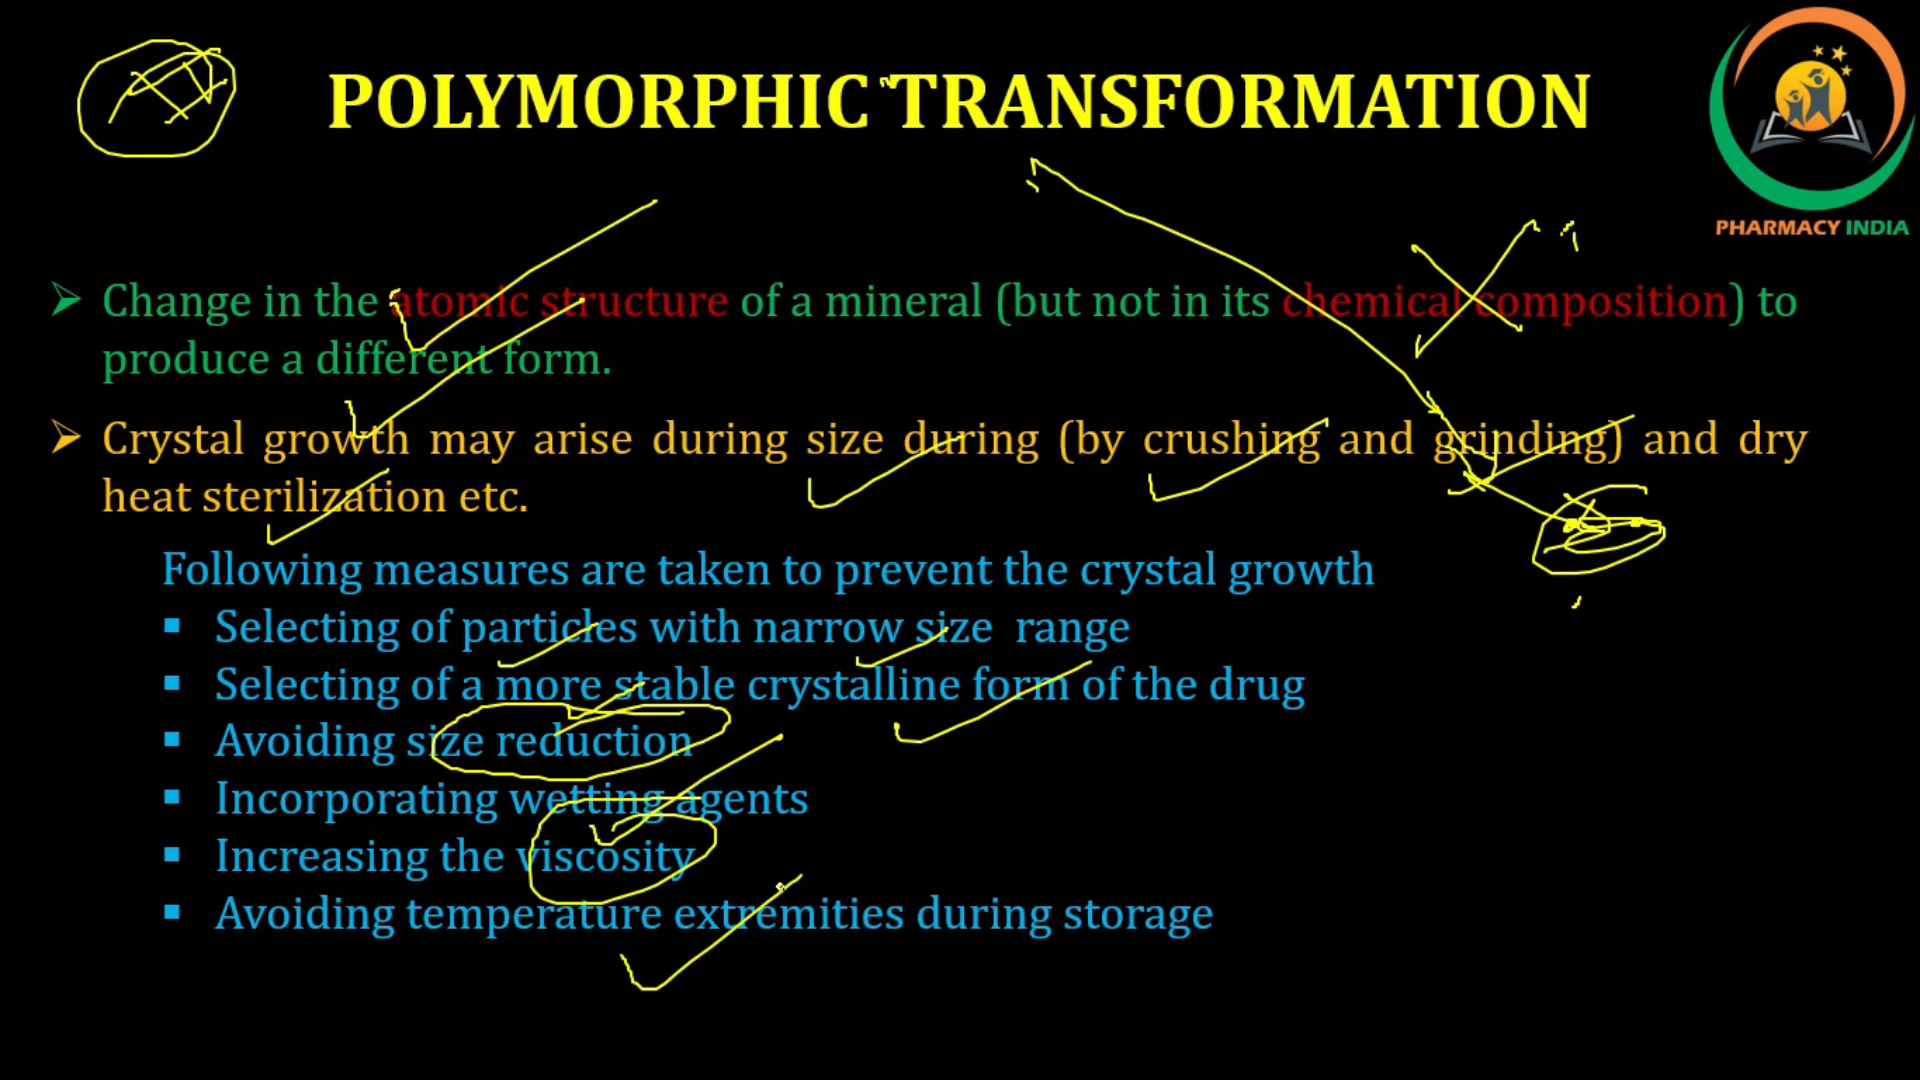 POLYMORPHIC TRANSFORMATION
PHARMACY INDIA
Change in the atomic structure of a mineral (but not in its chemical composition) to
produce a different form.
Crystal growth may arise during size during (by crushing and grinding) and dry
heat sterilization etc.
Following measures are taken to prevent the crystal growth
Selecting of particles with narrow size range
Selecting of a more stable crystalline form of the drug
Avoiding size reduction
Incorporating wetting agents
Increasing the viscosity
Avoiding temperature extremities during storage